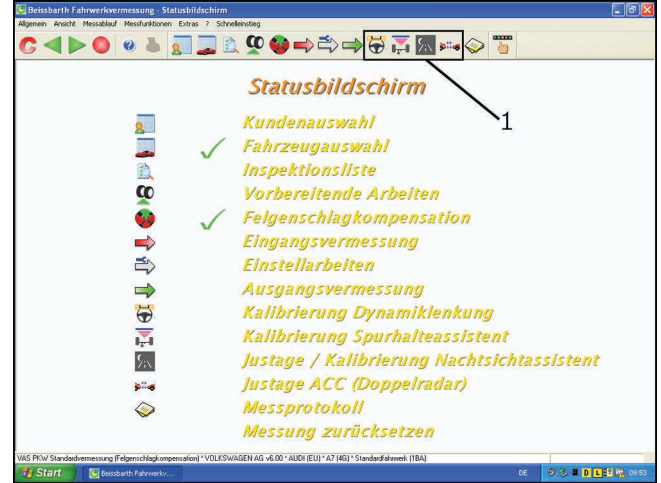 Beissbarth Fahrwerkvermessung - Statusbildschirm
Allgemein Ansicht Messablauf Messfunktionen Extras ? Schnelleinstieg
1
Statusbildschirm
Kundenauswahl
Fahrzeugauswahl
Inspektionsliste
Vorbereitende Arbeiten
Felgenschlagkompensation
Eingangsvermessung
Einstellarbeiten
Ausgangsvermessung
Kalibrierung Dynamiklenkung
Kalibrierung Spurhalteassistent
Justage / Kalibrierung Nachtsichtassistent
Justage ACC (Doppelradar)
Messprotokoll
Messung zurücksetzen
VAS PKW Standardvermessung (Felgenschlagkompensation) * VOLKSWAGEN AG v6.00 * AUDI (EU) * A7 (4G) * Standardfahrwerk (1BA)
Start Beissbarth Fahrwerkv... DE D L 09:53